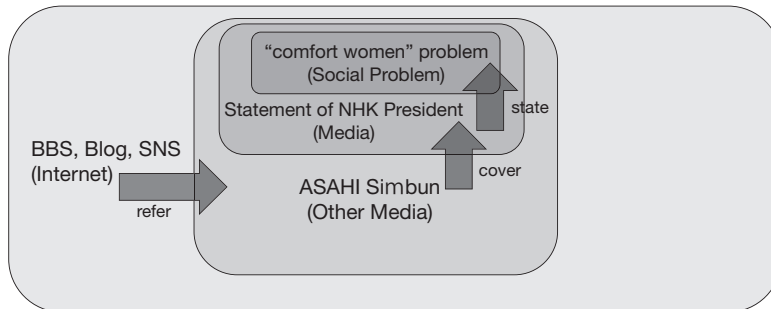 “comfort women” problem
(Social Problem)
Statement of NHK President
(Media)
state
BBS, Blog, SNS
(Internet)
refer
ASAHI Simbun
(Other Media)
cover